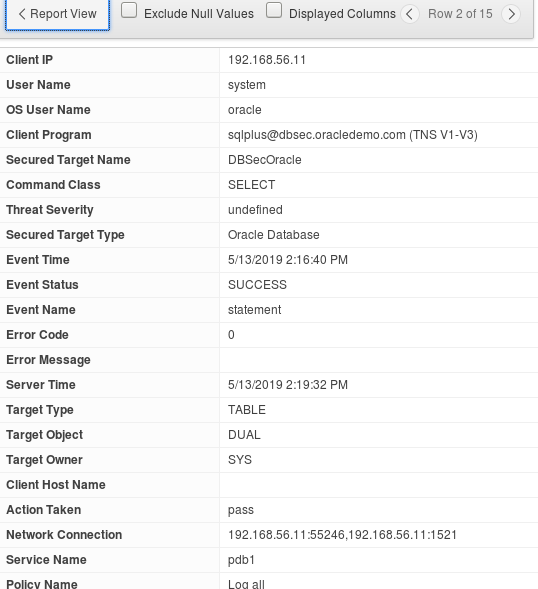 Report View Exclude Null Values Displayed Columns Row 2 of 15
Client IP 192.168.56.11
User Name system
OS User Name oracle
Client Program sqlplus@dbsec.oracledemo.com (TNS V1-V3)
Secured Target Name DBSecOracle
Command Class SELECT
Threat Severity undefined
Secured Target Type Oracle Database
Event Time 5/13/2019 2:16:40 PM
Event Status SUCCESS
Event Name statement
Error Code 0
Error Message
Server Time 5/13/2019 2:19:32 PM
Target Type TABLE
Target Object DUAL
Target Owner SYS
Client Host Name
Action Taken pass
Network Connection 192.168.56.11:55246,192.168.56.11:1521
Service Name pdb1
Policy Name Log all